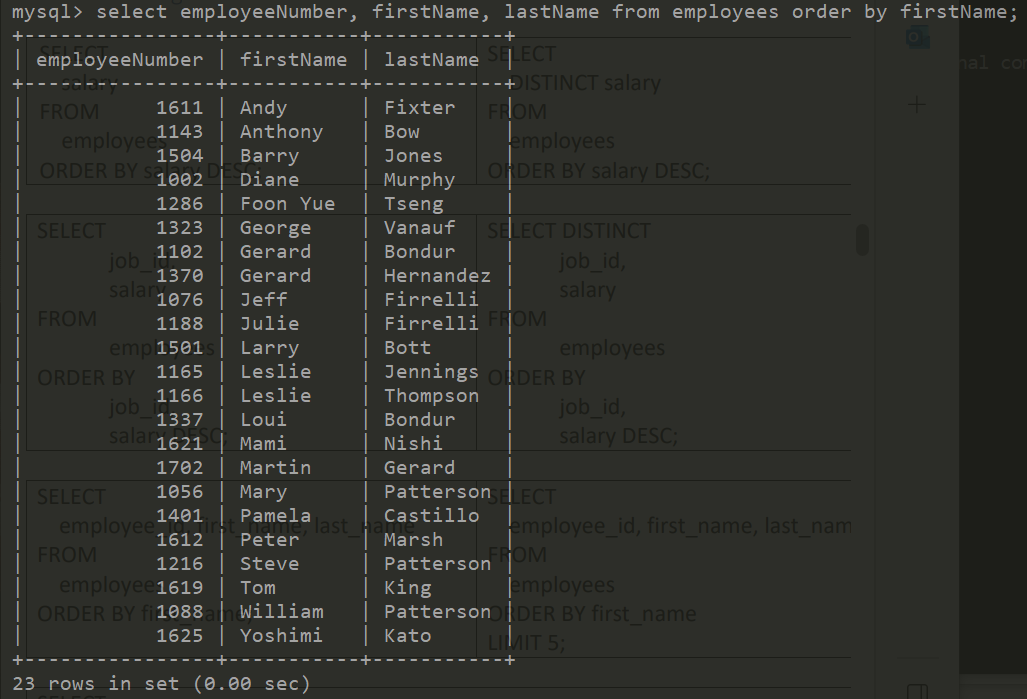 mysql> select employeeNumber, firstName, lastName from employees order by firstName;
+----------------+-----------+-----------+
| employeeNumber | firstName | lastName  |
+----------------+-----------+-----------+
|           1611 | Andy      | Fixter    |
|           1143 | Anthony   | Bow       |
|           1504 | Barry     | Jones     |
|           1002 | Diane     | Murphy    |
|           1286 | Foon Yue  | Tseng     |
|           1323 | George    | Vanauf    |
|           1102 | Gerard    | Bondur    |
|           1370 | Gerard    | Hernandez |
|           1076 | Jeff      | Firrelli  |
|           1188 | Julie     | Firrelli  |
|           1501 | Larry     | Bott      |
|           1165 | Leslie    | Jennings  |
|           1166 | Leslie    | Thompson  |
|           1337 | Loui      | Bondur    |
|           1621 | Mami      | Nishi     |
|           1702 | Martin    | Gerard    |
|           1056 | Mary      | Patterson |
|           1401 | Pamela    | Castillo  |
|           1612 | Peter     | Marsh     |
|           1216 | Steve     | Patterson |
|           1619 | Tom       | King      |
|           1088 | William   | Patterson |
|           1625 | Yoshimi   | Kato      |
+----------------+-----------+-----------+
23 rows in set (0.00 sec)
SELECT
salary
FROM
employees
ORDER BY salary DESC;
SELECT
DISTINCT salary
FROM
employees
ORDER BY salary DESC;
SELECT
job_id,
salary
FROM
employees
ORDER BY
job_id,
salary DESC;
SELECT DISTINCT
job_id,
salary
FROM
employees
ORDER BY
job_id,
salary DESC;
SELECT
employee_id, first_name, last_name
FROM
employees
ORDER BY first_name;
SELECT
employee_id, first_name, last_nam
FROM
employees
ORDER BY first_name
LIMIT 5;